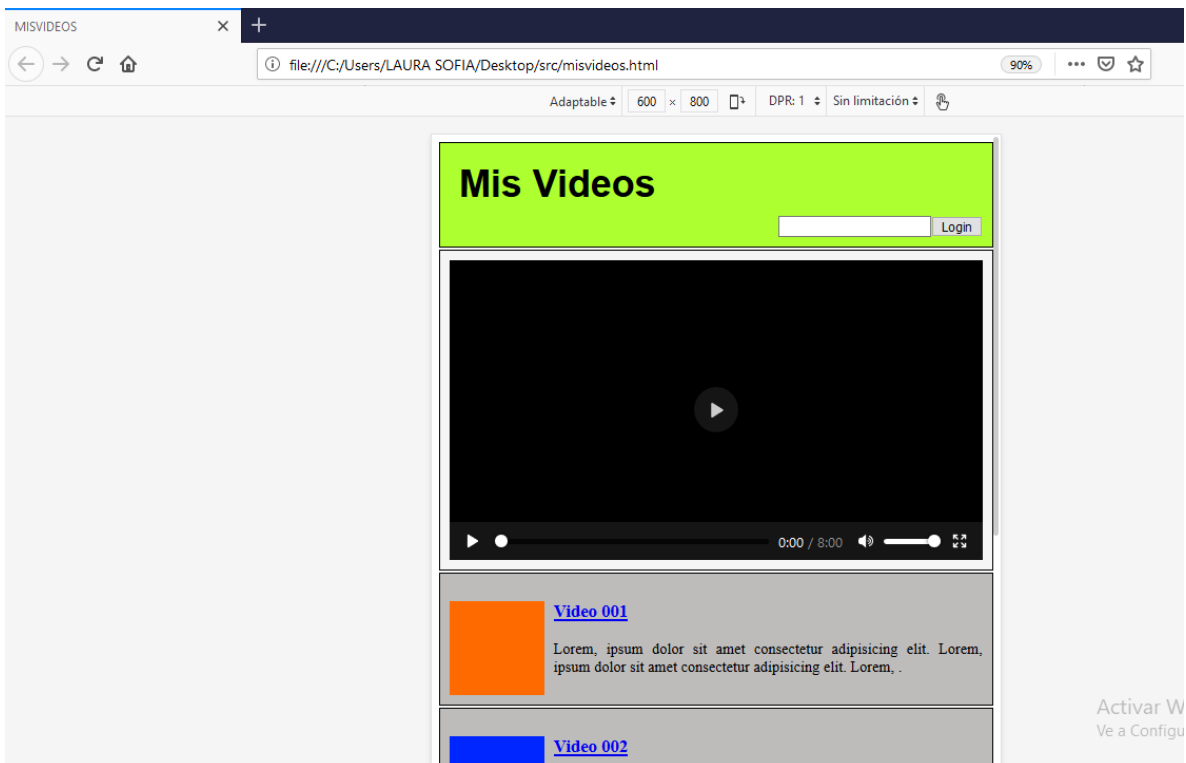 MISVIDEOS
file:///C:/Users/LAURA SOFIA/Desktop/src/misvideos.html
90%
Adaptable 600 × 800 DPR: 1 Sin limitación
Mis Videos
Login
0:00 / 8:00
Video 001
Lorem, ipsum dolor sit amet consectetur adipisicing elit. Lorem,
ipsum dolor sit amet consectetur adipisicing elit. Lorem, .
Activar W
Ve a Configu
Video 002